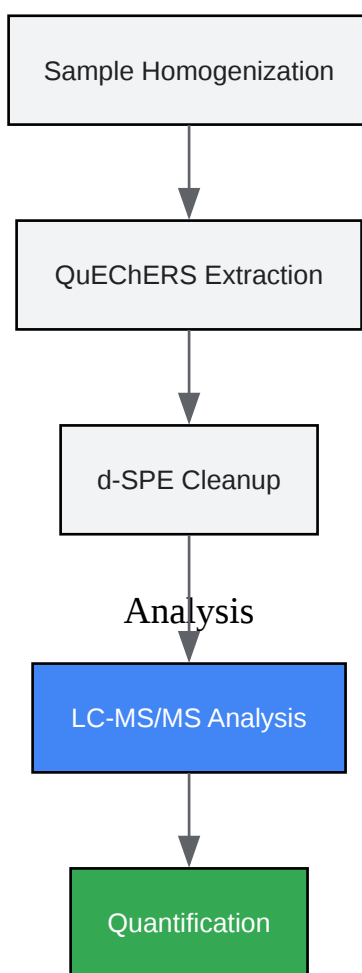 Sample Homogenization
QuEChERS Extraction
d-SPE Cleanup
Analysis
LC-MS/MS Analysis
Quantification